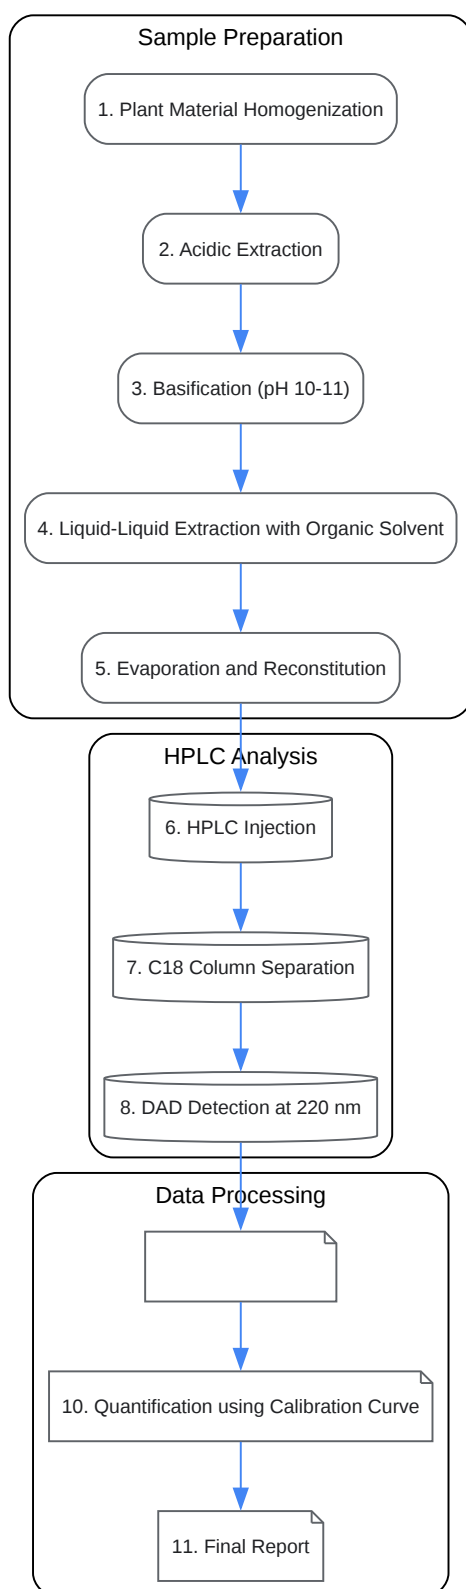 Sample Preparation
1. Plant Material Homogenization
2. Acidic Extraction
3. Basification (pH 10-11)
4. Liquid-Liquid Extraction with Organic Solvent
5. Evaporation and Reconstitution
HPLC Analysis
6. HPLC Injection
7. C18 Column Separation
8. DAD Detection at 220 nm
Data Processing
10. Quantification using Calibration Curve
11. Final Report